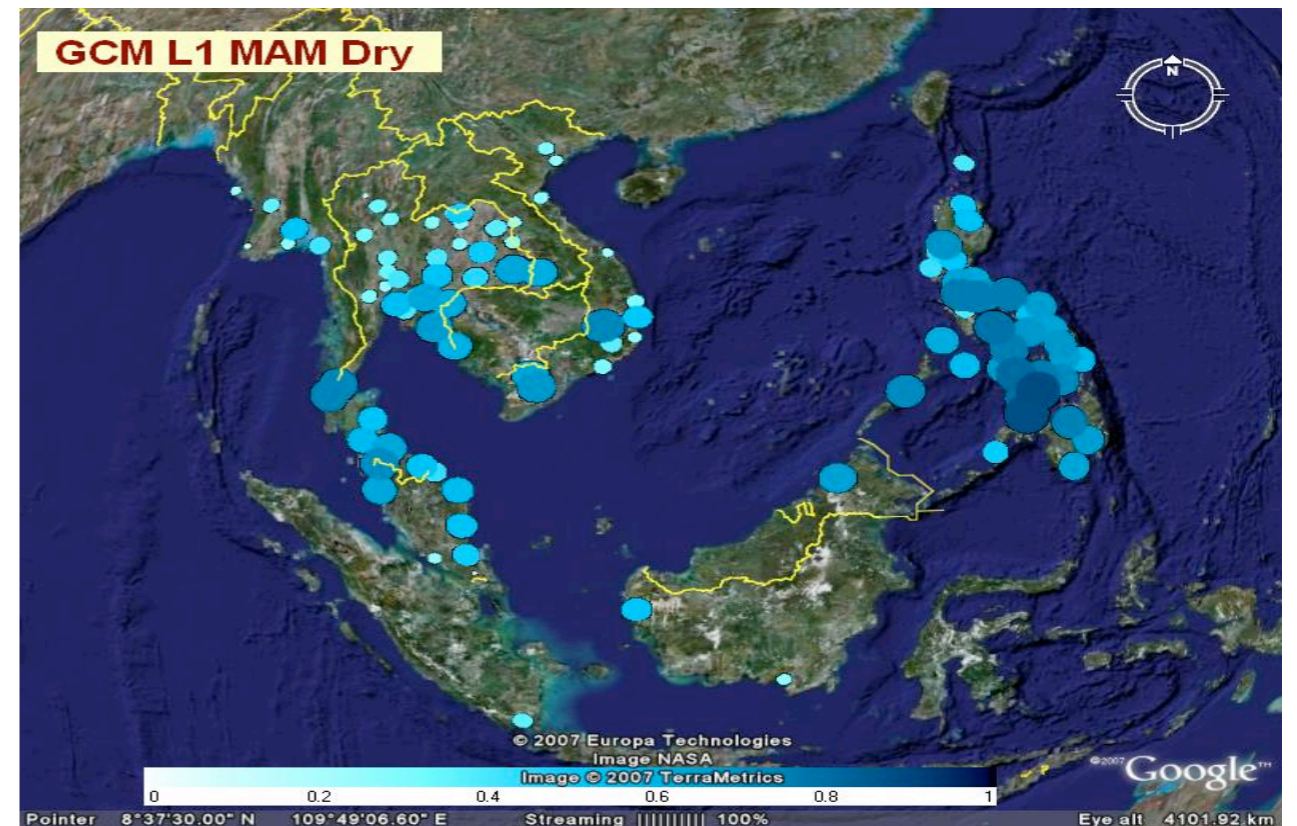 GCM L1 MAM Dry
N
© 2007 Europa Technologies
Image NASA
Image © 2007 TerraMetrics
©2007 Google™
0 0.2 0.4 0.6 0.8 1
Pointer 8°37'30.00" N 109°49'06.60" E Streaming ||||||||| 100% Eye alt 4101.92 km